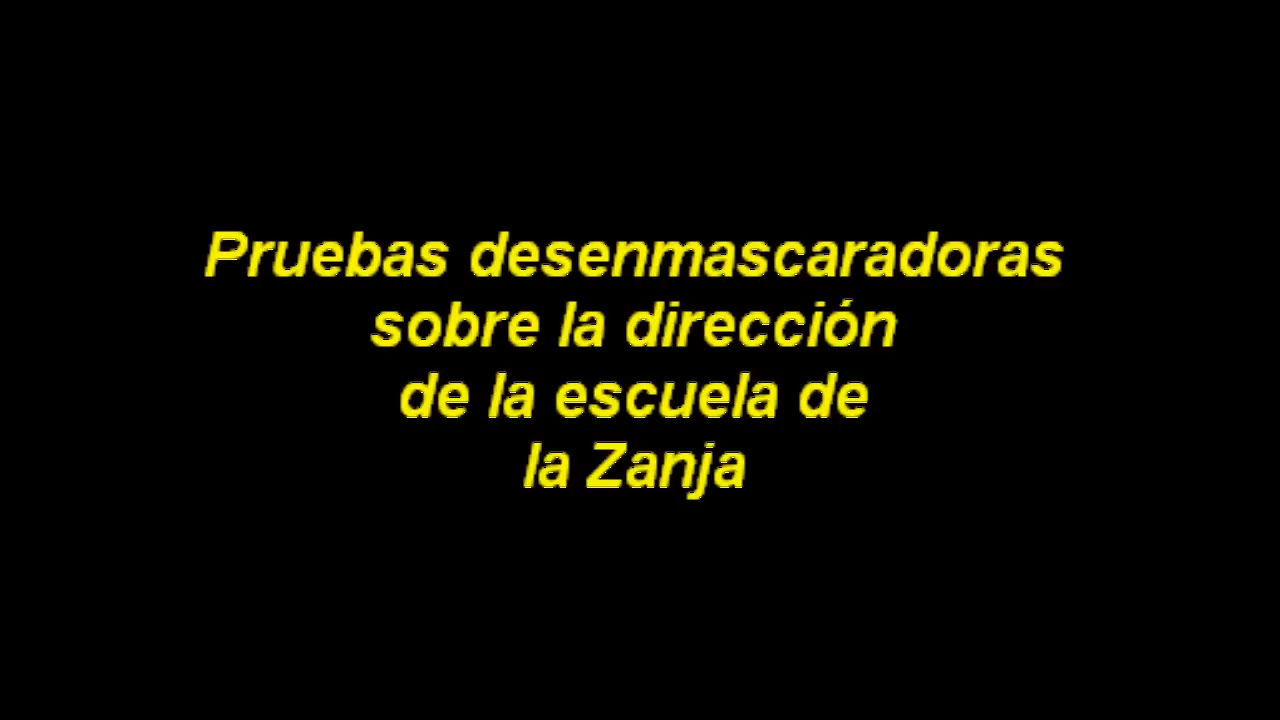 Pruebas desenmascaradoras
sobre la dirección
de la escuela de
la Zanja